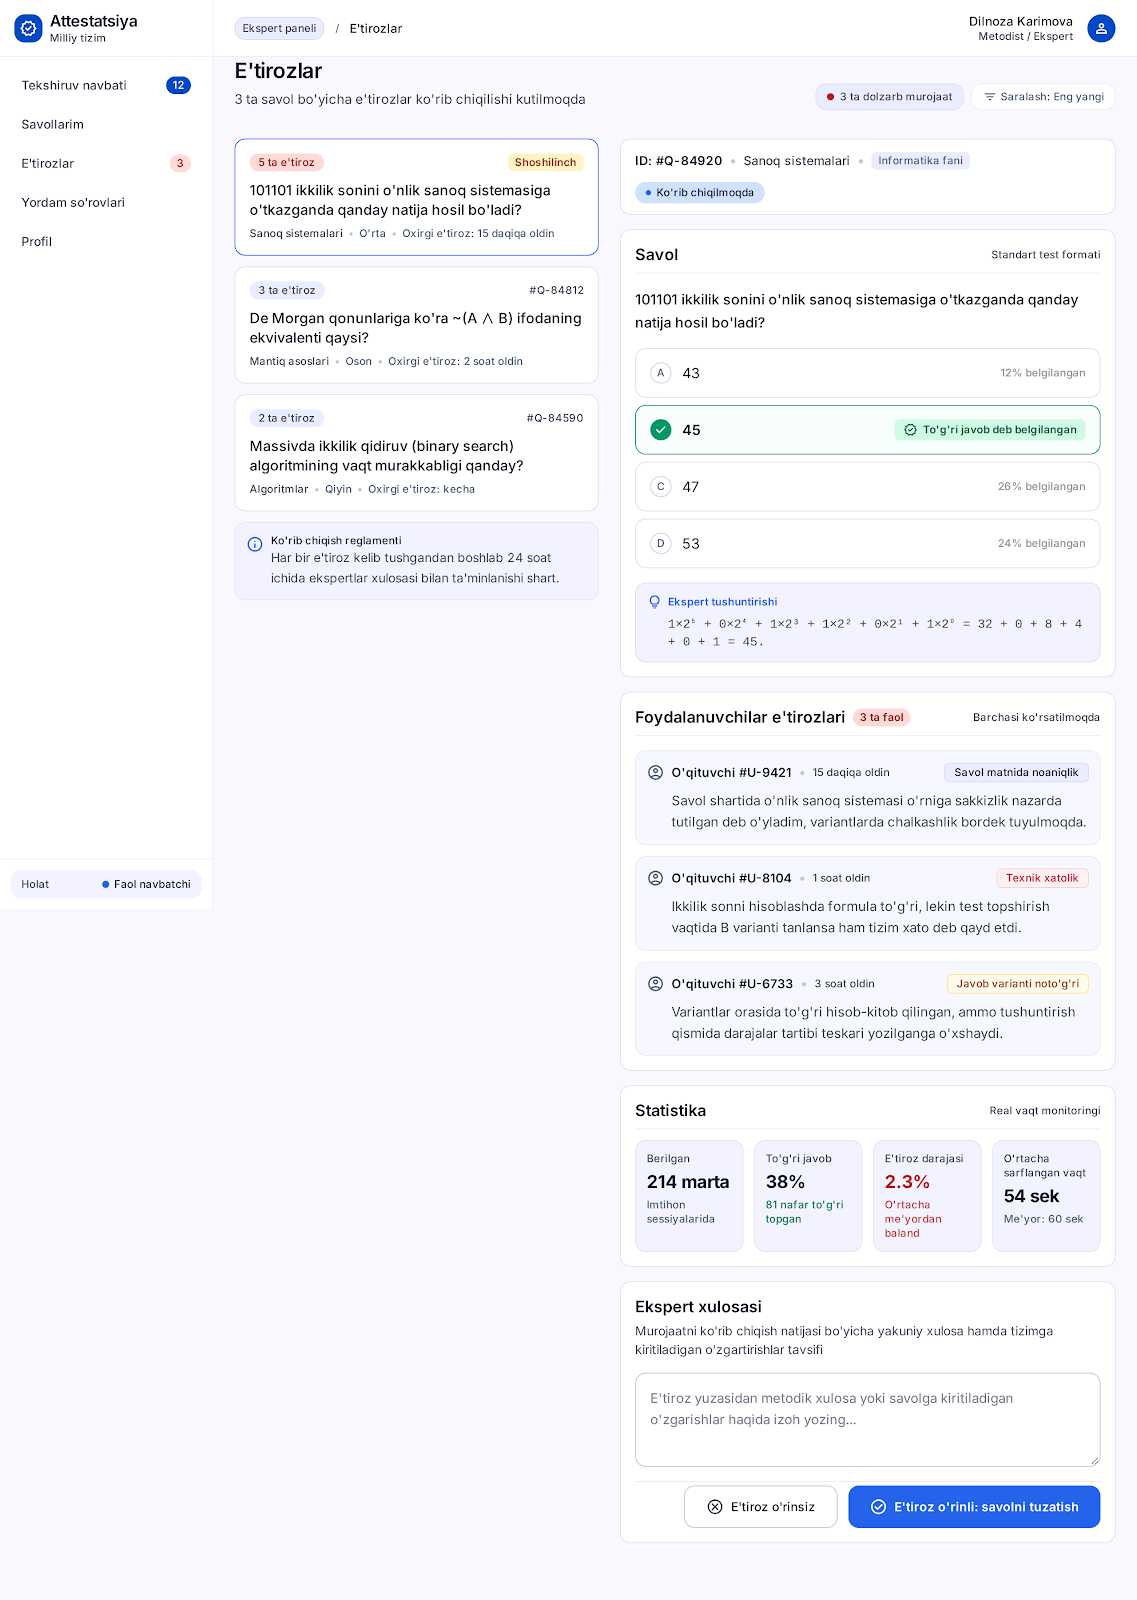 Attestatsiya
Milliy tizim
Ekspert paneli / E'tirozlar
Dilnoza Karimova
Metodist / Ekspert
Tekshiruv navbati 12
Savollarim
E'tirozlar 3
Yordam so'rovlari
Profil
Holat Faol navbatchi
E'tirozlar
3 ta savol bo'yicha e'tirozlar ko'rib chiqilishi kutilmoqda
3 ta dolzarb murojaat
Saralash: Eng yangi
5 ta e'tiroz Shoshilinch
101101 ikkilik sonini o'nlik sanoq sistemasiga
o'tkazganda qanday natija hosil bo'ladi?
Sanoq sistemalari • O'rta • Oxirgi e'tiroz: 15 daqiqa oldin
3 ta e'tiroz #Q-84812
De Morgan qonunlariga ko'ra ~(A ∧ B) ifodaning
ekvivalenti qaysi?
Mantiq asoslari • Oson • Oxirgi e'tiroz: 2 soat oldin
2 ta e'tiroz #Q-84590
Massivda ikkilik qidiruv (binary search)
algoritmining vaqt murakkabligi qanday?
Algoritmlar • Qiyin • Oxirgi e'tiroz: kecha
Ko'rib chiqish reglamenti
Har bir e'tiroz kelib tushgandan boshlab 24 soat
ichida ekspertlar xulosasi bilan ta'minlanishi shart.
ID: #Q-84920 • Sanoq sistemalari • Informatika fani
Ko'rib chiqilmoqda
Savol Standart test formati
101101 ikkilik sonini o'nlik sanoq sistemasiga o'tkazganda qanday
natija hosil bo'ladi?
A 43 12% belgilangan
45 To'g'ri javob deb belgilangan
C 47 26% belgilangan
D 53 24% belgilangan
Ekspert tushuntirishi
1×2⁵ + 0×2⁴ + 1×2³ + 1×2² + 0×2¹ + 1×2⁰ = 32 + 0 + 8 + 4
+ 0 + 1 = 45.
Foydalanuvchilar e'tirozlari 3 ta faol Barchasi ko'rsatilmoqda
O'qituvchi #U-9421 • 15 daqiqa oldin Savol matnida noaniqlik
Savol shartida o'nlik sanoq sistemasi o'rniga sakkizlik nazarda
tutilgan deb o'yladim, variantlarda chalkashlik bordek tuyulmoqda.
O'qituvchi #U-8104 • 1 soat oldin Texnik xatolik
Ikkilik sonni hisoblashda formula to'g'ri, lekin test topshirish
vaqtida B varianti tanlansa ham tizim xato deb qayd etdi.
O'qituvchi #U-6733 • 3 soat oldin Javob varianti noto'g'ri
Variantlar orasida to'g'ri hisob-kitob qilingan, ammo tushuntirish
qismida darajalar tartibi teskari yozilganga o'xshaydi.
Statistika Real vaqt monitoringi
Berilgan
214 marta
Imtihon
sessiyalarida
To'g'ri javob
38%
81 nafar to'g'ri
topgan
E'tiroz darajasi
2.3%
O'rtacha
me'yordan
baland
O'rtacha
sarflangan vaqt
54 sek
Me'yor: 60 sek
Ekspert xulosasi
Murojaatni ko'rib chiqish natijasi bo'yicha yakuniy xulosa hamda tizimga
kiritiladigan o'zgartirishlar tavsifi
E'tiroz yuzasidan metodik xulosa yoki savolga kiritiladigan
o'zgarishlar haqida izoh yozing...
E'tiroz o'rinsiz
E'tiroz o'rinli: savolni tuzatish